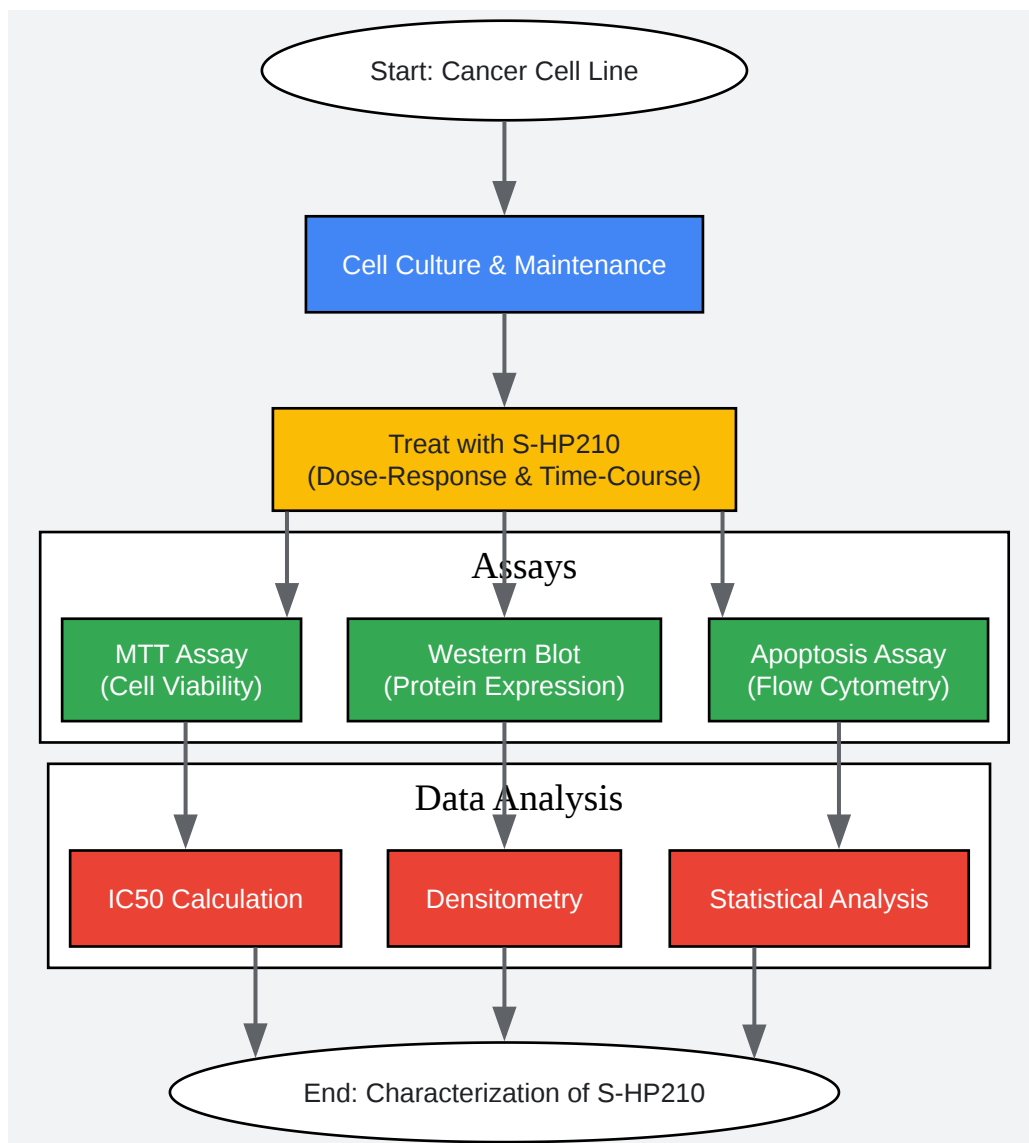 Start: Cancer Cell Line
Cell Culture & Maintenance
Treat with S-HP210
(Dose-Response & Time-Course)
Assays
MTT Assay
(Cell Viability)
Western Blot
(Protein Expression)
Apoptosis Assay
(Flow Cytometry)
Data Analysis
IC50 Calculation
Densitometry
Statistical Analysis
End: Characterization of S-HP210